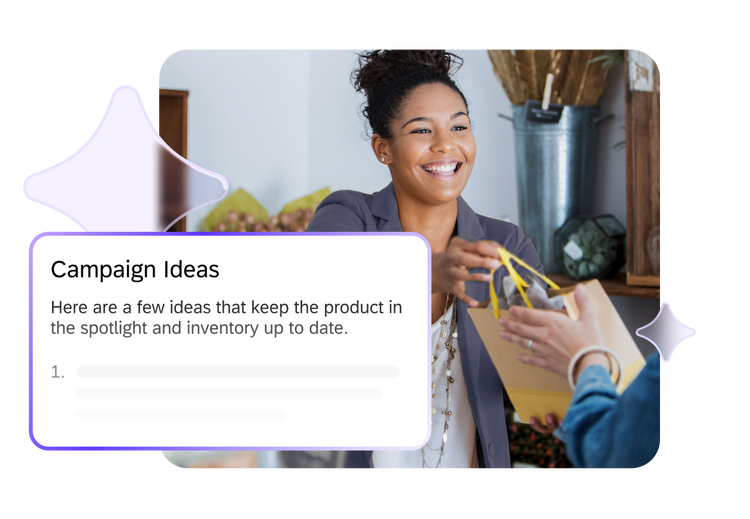 Campaign Ideas
Here are a few ideas that keep the product in
the spotlight and inventory up to date.
1.